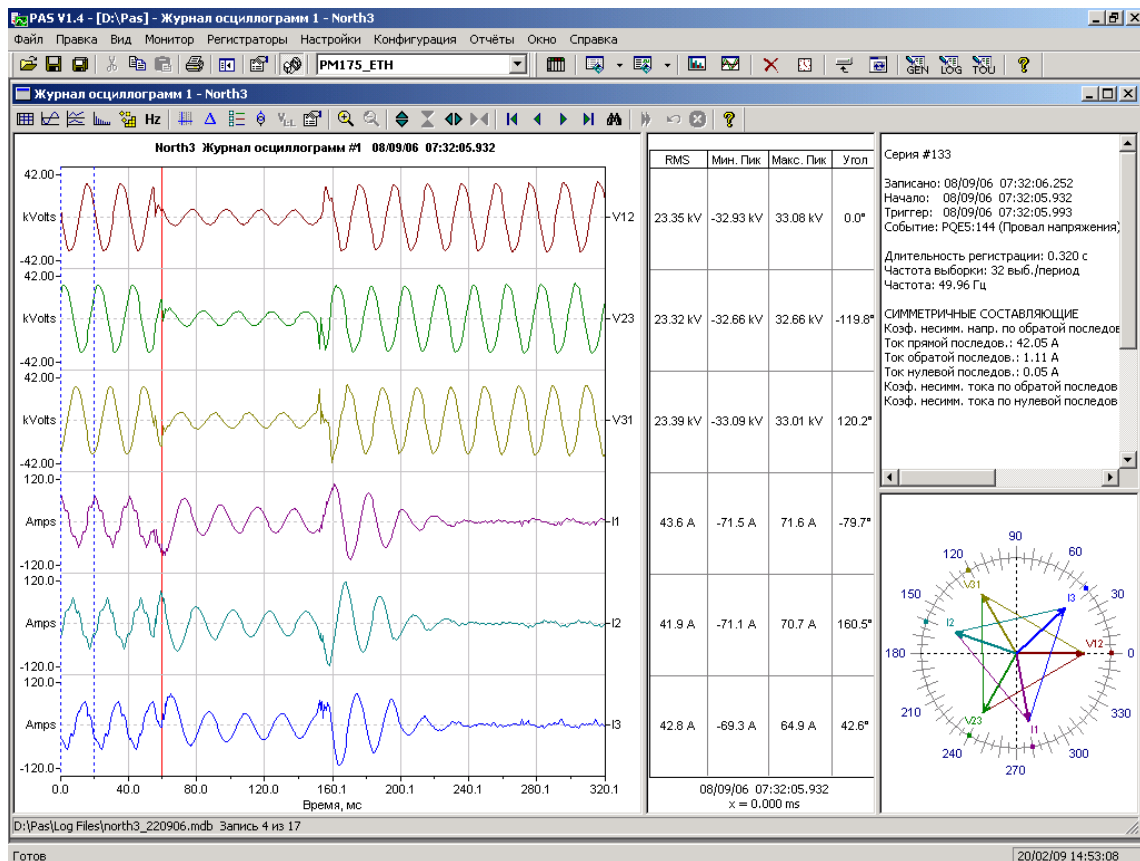 PAS V1.4 - [D:\Pas] - Журнал осциллограмм 1 - North3
Файл Правка Вид Монитор Регистраторы Настройки Конфигурация Отчёты Окно Справка
PM175_ETH
GEN LOG TOU
Журнал осциллограмм 1 - North3
Hz
North3 Журнал осциллограмм #1 08/09/06 07:32:05.932
42.00
kVolts
-42.00
V12
42.00
kVolts
-42.00
V23
42.00
kVolts
-42.00
V31
120.0
Amps
-120.0
I1
120.0
Amps
-120.0
I2
120.0
Amps
-120.0
I3
0.0 40.0 80.0 120.0 160.1 200.1 240.1 280.1 320.1
Время, мс
RMS Мин. Пик Макс. Пик Угол
23.35 kV -32.93 kV 33.08 kV 0.0°
23.32 kV -32.66 kV 32.66 kV -119.8°
23.39 kV -33.09 kV 33.01 kV 120.2°
43.6 A -71.5 A 71.6 A -79.7°
41.9 A -71.1 A 70.7 A 160.5°
42.8 A -69.3 A 64.9 A 42.6°
08/09/06 07:32:05.932
x = 0.000 ms
Серия #133
Записано: 08/09/06 07:32:06.252
Начало: 08/09/06 07:32:05.932
Триггер: 08/09/06 07:32:05.993
Событие: PQE5:144 (Провал напряжения)
Длительность регистрации: 0.320 с
Частота выборки: 32 выб./период
Частота: 49.96 Гц
СИММЕТРИЧНЫЕ СОСТАВЛЯЮЩИЕ
Коэф. несимм. напр. по обратой последов
Ток прямой последов.: 42.05 A
Ток обратой последов.: 1.11 A
Ток нулевой последов.: 0.05 A
Коэф. несимм. тока по обратой последов
Коэф. несимм. тока по нулевой последов
90
120 60
150 30
180 0
210 330
240 300
270
V31
I3
I2
V12
V23
I1
D:\Pas\Log Files\north3_220906.mdb Запись 4 из 17
Готов
20/02/09 14:53:08